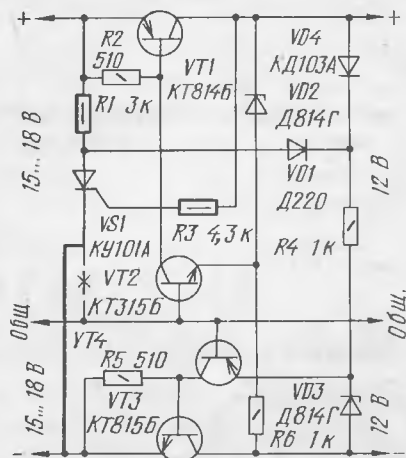 + +
R2
510
VD4
КД103А
VT1
КТ814Б
VD2
Д814Г
R1 3к
15...18 В
12 В
VD1
Д220
VS1
КУ101А
R3 4,3к
R4 1к
VT2
КТ315Б
Общ.
Общ.
VT4
R5 510
VD3
Д814Г
VT3
КТ815Б
R6 1к
15...18 В
12 В
- -